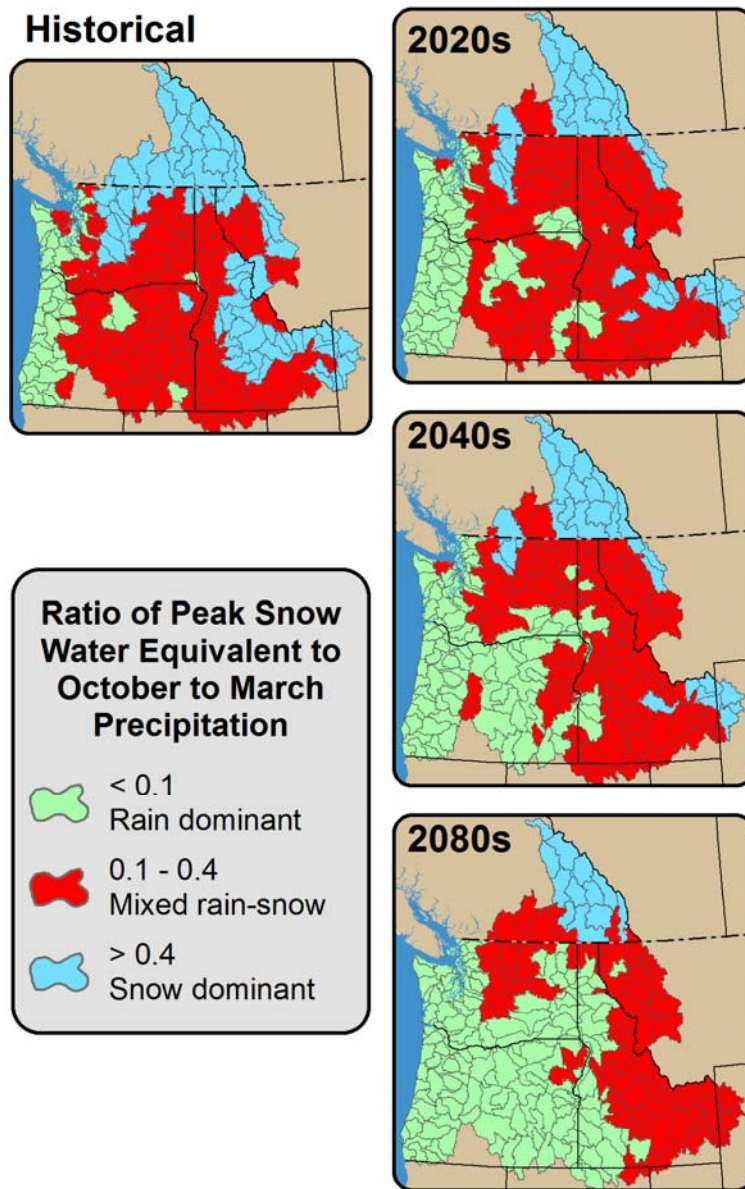 Historical
2020s
2040s
Ratio of Peak Snow
Water Equivalent to
October to March
Precipitation
< 0.1
Rain dominant
0.1 - 0.4
Mixed rain-snow
> 0.4
Snow dominant
2080s